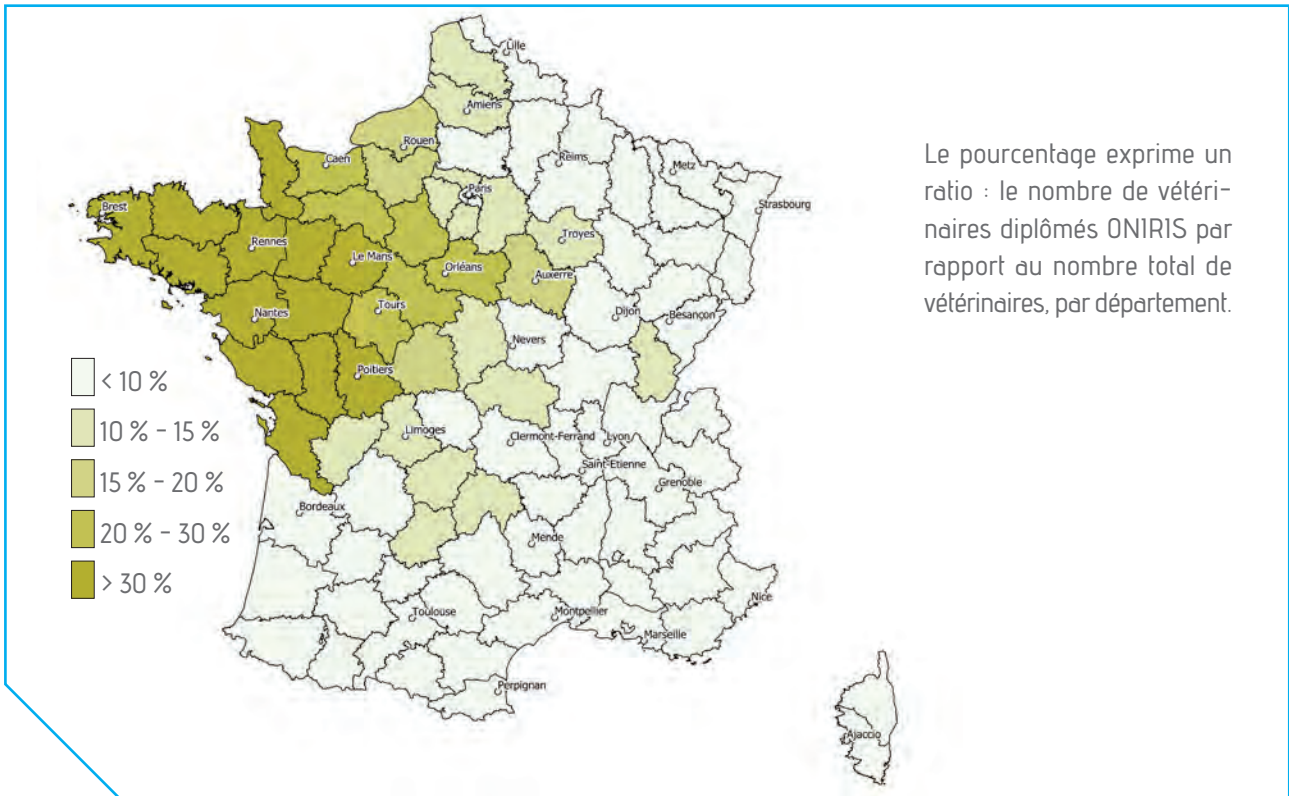 Lille
Amiens
Rouen
Caen
Reims
Metz
Paris
Strasbourg
Brest
Rennes
Le Mans
Orléans
Troyes
Auxerre
Nantes
Tours
Dijon
Besançon
Nevers
Poitiers
Limoges
Clermont-Ferrand
Lyon
Saint-Etienne
Grenoble
Bordeaux
Mende
Toulouse
Montpellier
Nice
Marseille
Perpignan
Ajaccio
< 10 %
10 % - 15 %
15 % - 20 %
20 % - 30 %
> 30 %
Le pourcentage exprime un
ratio : le nombre de vétéri-
naires diplômés ONIRIS par
rapport au nombre total de
vétérinaires, par département.